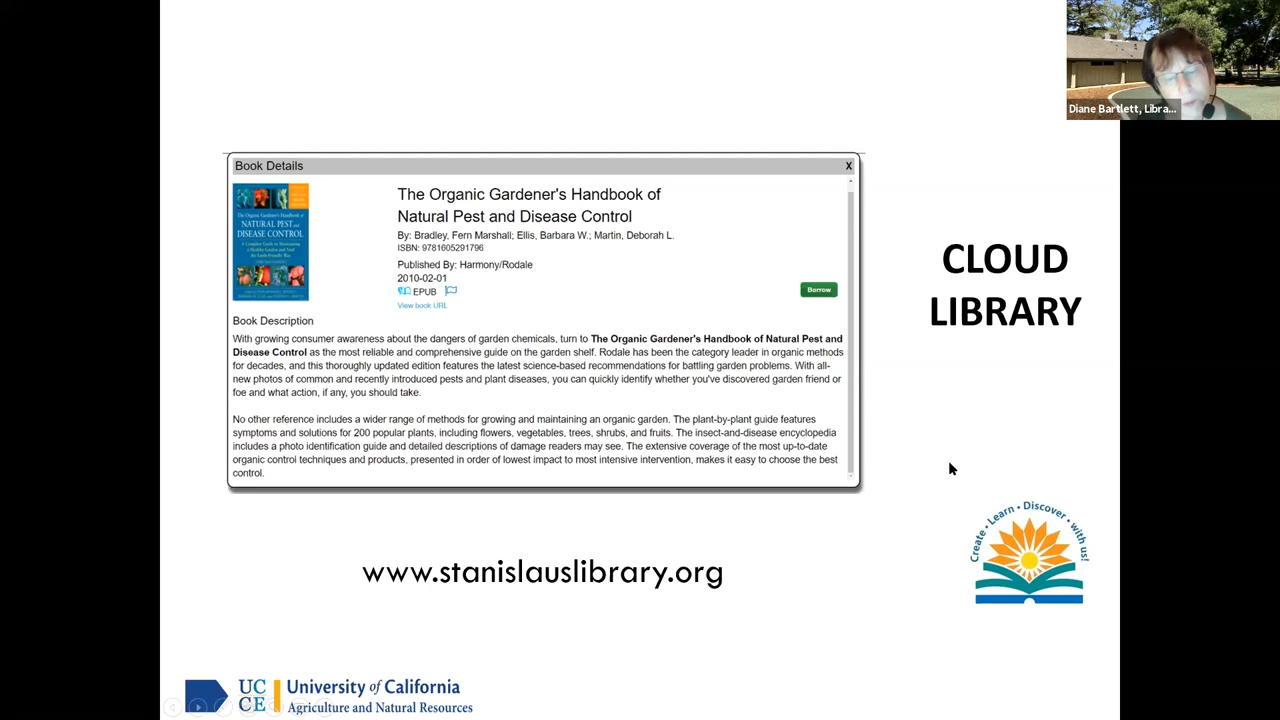 Diane Bartlett, Libra...
Book Details
X
The Organic Gardener's Handbook of
NATURAL PEST AND
DISEASE CONTROL
The Organic Gardener's Handbook of
Natural Pest and Disease Control
By: Bradley, Fern Marshall; Ellis, Barbara W.; Martin, Deborah L.
ISBN: 9781605291796
Published By: Harmony/Rodale
2010-02-01
EPUB
View book URL
Borrow
Book Description
With growing consumer awareness about the dangers of garden chemicals, turn to The Organic Gardener's Handbook of Natural Pest and
Disease Control as the most reliable and comprehensive guide on the garden shelf. Rodale has been the category leader in organic methods
for decades, and this thoroughly updated edition features the latest science-based recommendations for battling garden problems. With all-
new photos of common and recently introduced pests and plant diseases, you can quickly identify whether you've discovered garden friend or
foe and what action, if any, you should take.
No other reference includes a wider range of methods for growing and maintaining an organic garden. The plant-by-plant guide features
symptoms and solutions for 200 popular plants, including flowers, vegetables, trees, shrubs, and fruits. The insect-and-disease encyclopedia
includes a photo identification guide and detailed descriptions of damage readers may see. The extensive coverage of the most up-to-date
organic control techniques and products, presented in order of lowest impact to most intensive intervention, makes it easy to choose the best
control.
CLOUD
LIBRARY
Create • Learn • Discover • with us!
www.stanislauslibrary.org
UC
CE
University of California
Agriculture and Natural Resources